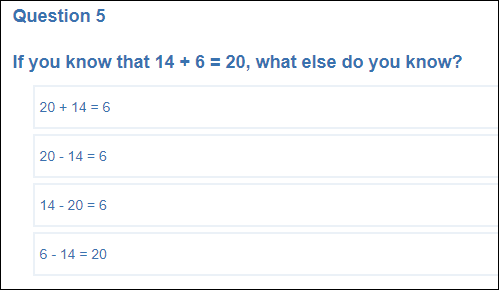 Question 5
If you know that 14 + 6 = 20, what else do you know?
20 + 14 = 6
20 - 14 = 6
14 - 20 = 6
6 - 14 = 20